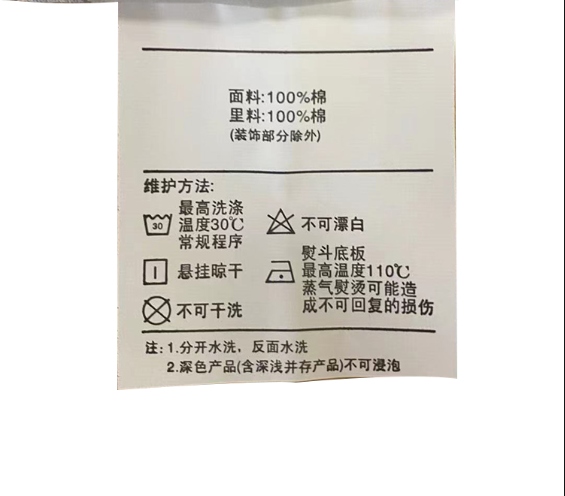 面料:100%棉
里料:100%棉
(装饰部分除外)
维护方法:
最高洗涤
温度30℃
常规程序
30
不可漂白
悬挂晾干
熨斗底板
最高温度110℃
蒸气熨烫可能造
成不可回复的损伤
不可干洗
注: 1.分开水洗、反面水洗
2.深色产品(含深浅并存产品)不可浸泡